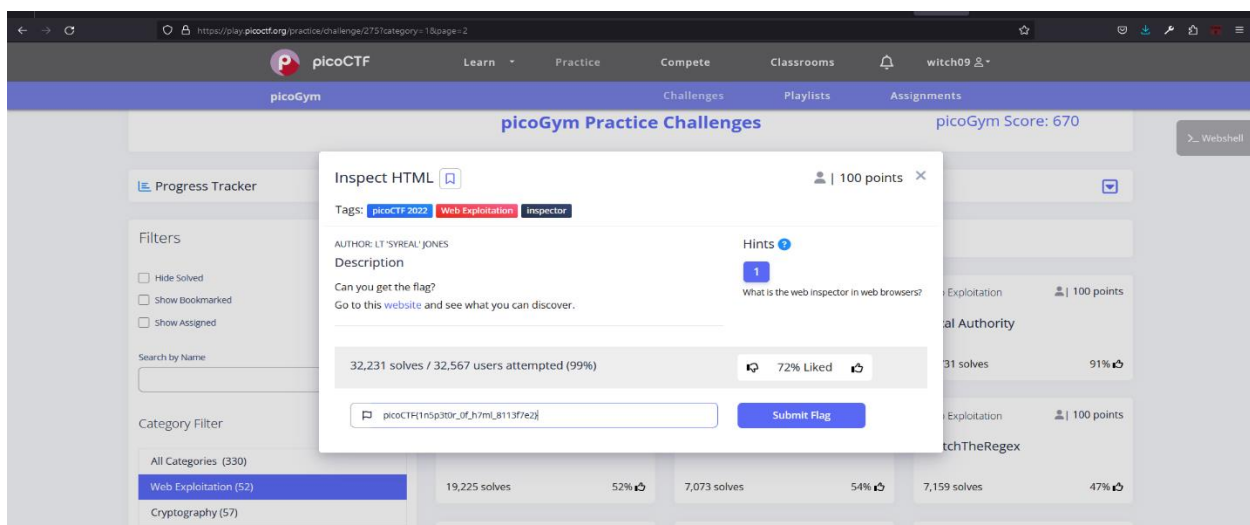 https://play.picoctf.org/practice/challenge/275?category=1&page=2
picoCTF Learn Practice Compete Classrooms witch09
picoGym Challenges Playlists Assignments
picoGym Practice Challenges picoGym Score: 670
>_ Webshell
Progress Tracker
Inspect HTML | 100 points ×
Tags: picoCTF 2022 Web Exploitation inspector
AUTHOR: LT 'SYREAL' JONES
Description
Can you get the flag?
Go to this website and see what you can discover.
Hints ?
1
What is the web inspector in web browsers?
32,231 solves / 32,567 users attempted (99%)
72% Liked
picoCTF{1n5p3t0r_0f_h7ml_8113f7e2}
Submit Flag
Filters
Hide Solved
Show Bookmarked
Show Assigned
Search by Name
Category Filter
All Categories (330)
Web Exploitation (52)
Cryptography (57)
Exploitation | 100 points
cal Authority
31 solves 91%
Exploitation | 100 points
tchTheRegex
19,225 solves 52%
7,073 solves 54%
7,159 solves 47%